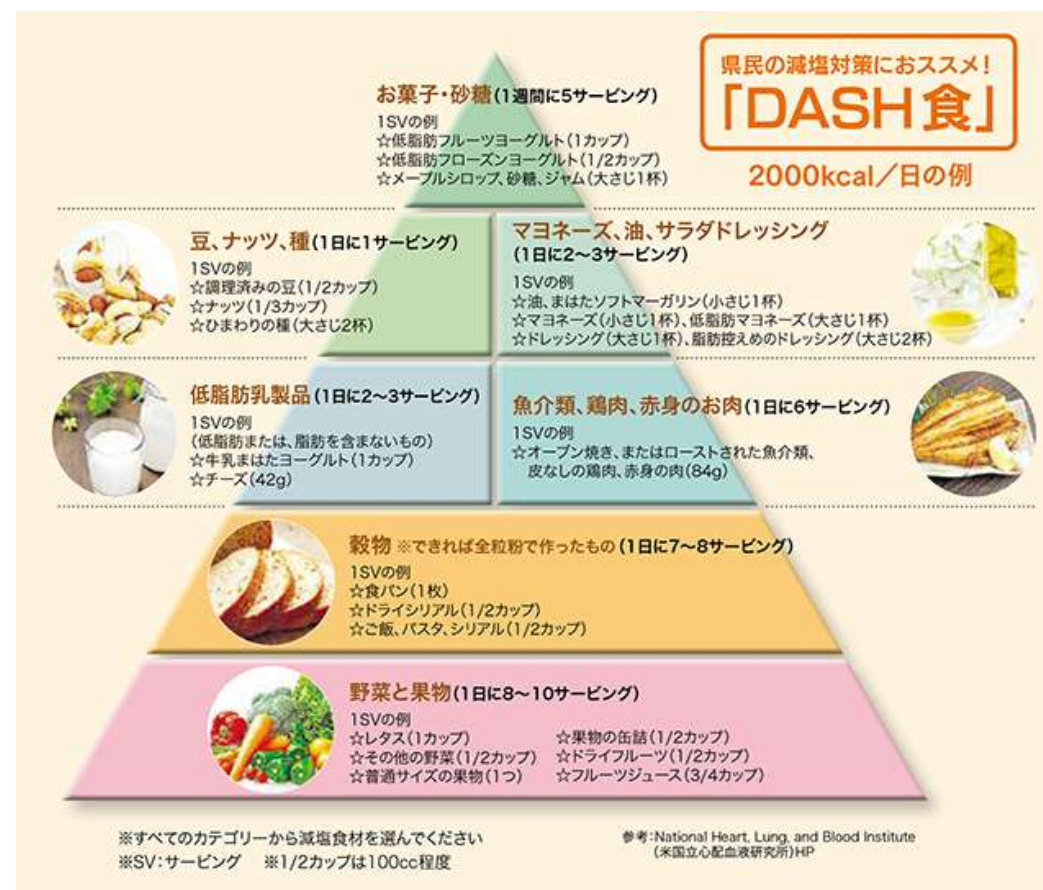 県民の減塩対策におススメ!
「DASH食」
2000kcal／日の例
お菓子・砂糖(1週間に5サービング)
1SVの例
☆低脂肪フルーツヨーグルト(1カップ)
☆低脂肪フローズンヨーグルト(1/2カップ)
☆メープルシロップ、砂糖、ジャム(大さじ1杯)
豆、ナッツ、種(1日に1サービング)
1SVの例
☆調理済みの豆(1/2カップ)
☆ナッツ(1/3カップ)
☆ひまわりの種(大さじ2杯)
マヨネーズ、油、サラダドレッシング
(1日に2〜3サービング)
1SVの例
☆油、まはたソフトマーガリン(小さじ1杯)
☆マヨネーズ(小さじ1杯)、低脂肪マヨネーズ(大さじ1杯)
☆ドレッシング(大さじ1杯)、脂肪控えめのドレッシング(大さじ2杯)
低脂肪乳製品(1日に2〜3サービング)
1SVの例
(低脂肪または、脂肪を含まないもの)
☆牛乳まはたヨーグルト(1カップ)
☆チーズ(42g)
魚介類、鶏肉、赤身のお肉(1日に6サービング)
1SVの例
☆オーブン焼き、またはローストされた魚介類、
皮なしの鶏肉、赤身の肉(84g)
穀物 ※できれば全粒粉で作ったもの(1日に7〜8サービング)
1SVの例
☆食パン(1枚)
☆ドライシリアル(1/2カップ)
☆ご飯、パスタ、シリアル(1/2カップ)
野菜と果物(1日に8〜10サービング)
1SVの例
☆レタス(1カップ)
☆その他の野菜(1/2カップ)
☆普通サイズの果物(1つ)
☆果物の缶詰(1/2カップ)
☆ドライフルーツ(1/2カップ)
☆フルーツジュース(3/4カップ)
※すべてのカテゴリーから減塩食材を選んでください
※SV:サービング ※1/2カップは100cc程度
参考:National Heart, Lung, and Blood Institute
(米国立心配血液研究所)HP